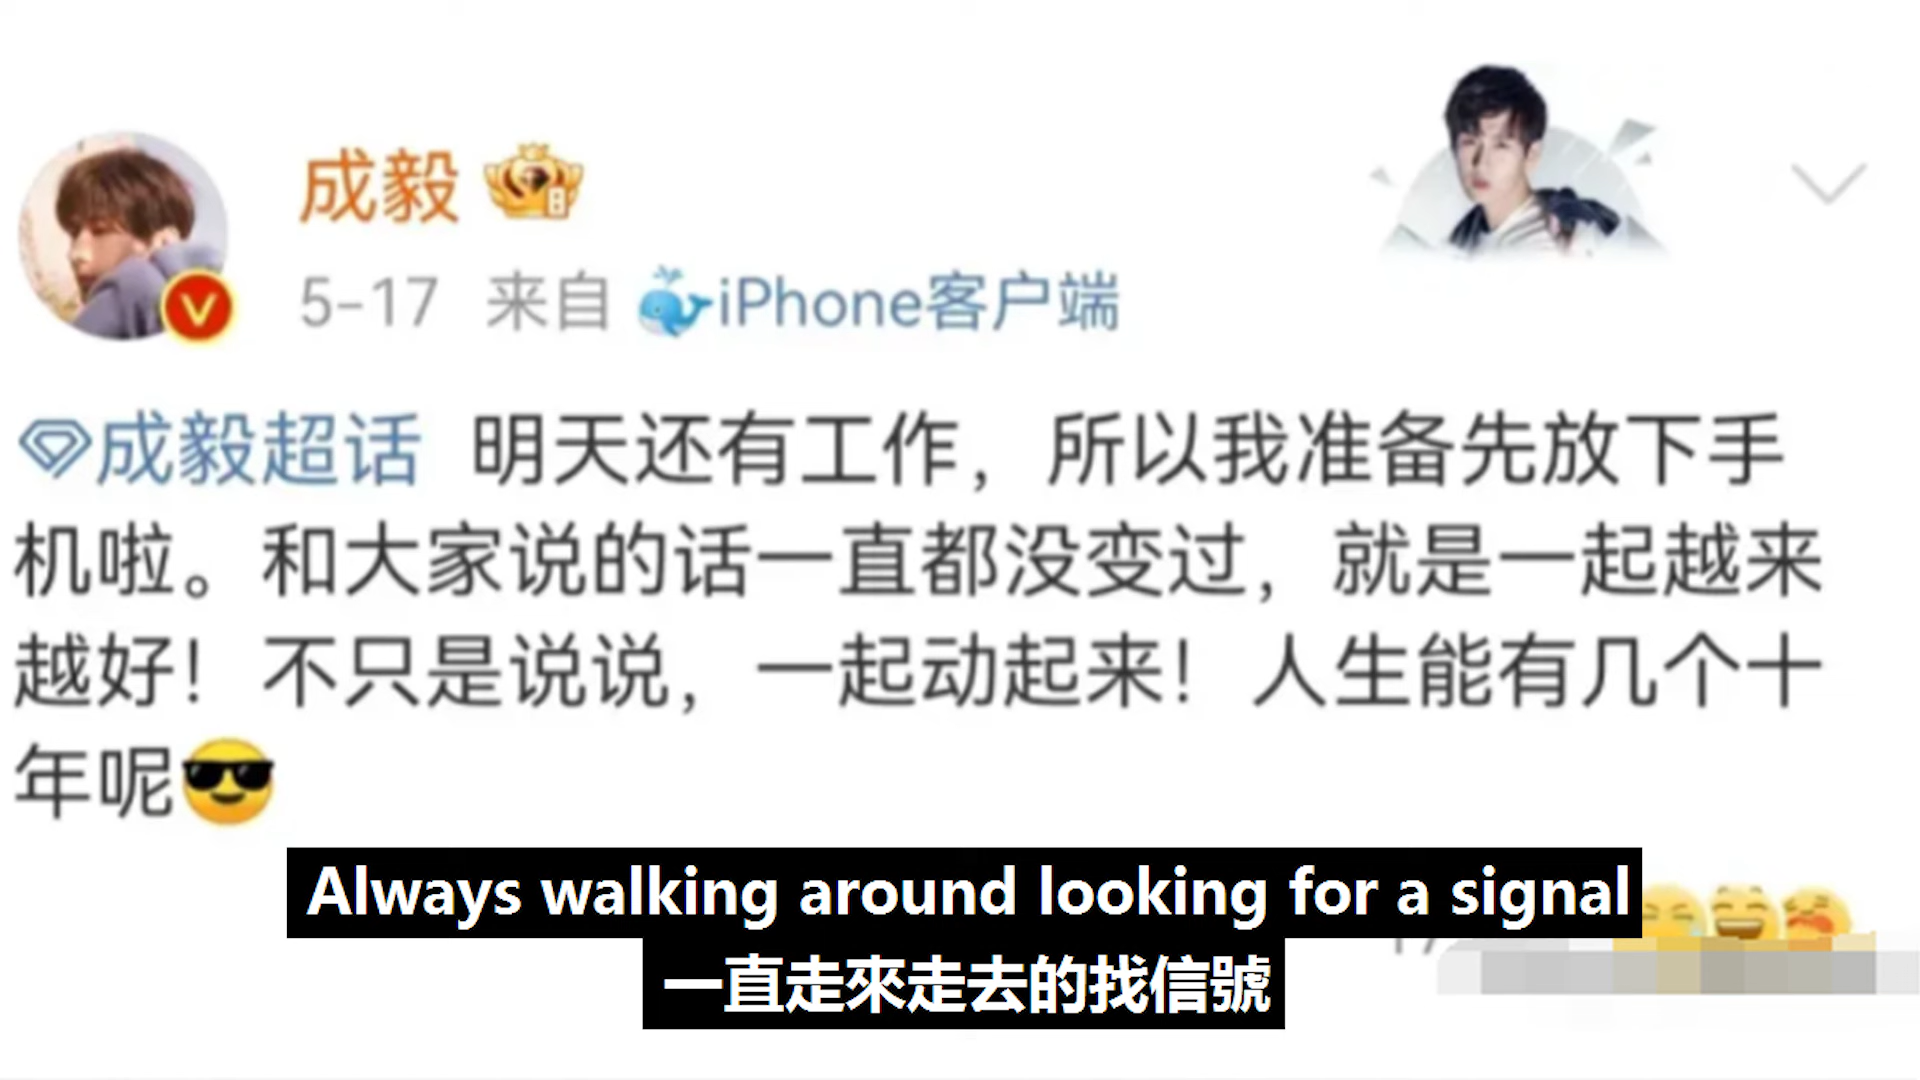 成毅
5-17 来自 iPhone客户端
成毅超话 明天还有工作，所以我准备先放下手
机啦。和大家说的话一直都没变过，就是一起越来
越好！不只是说说，一起动起来！人生能有几个十
年呢😎
Always walking around looking for a signal
一直走來走去的找信號